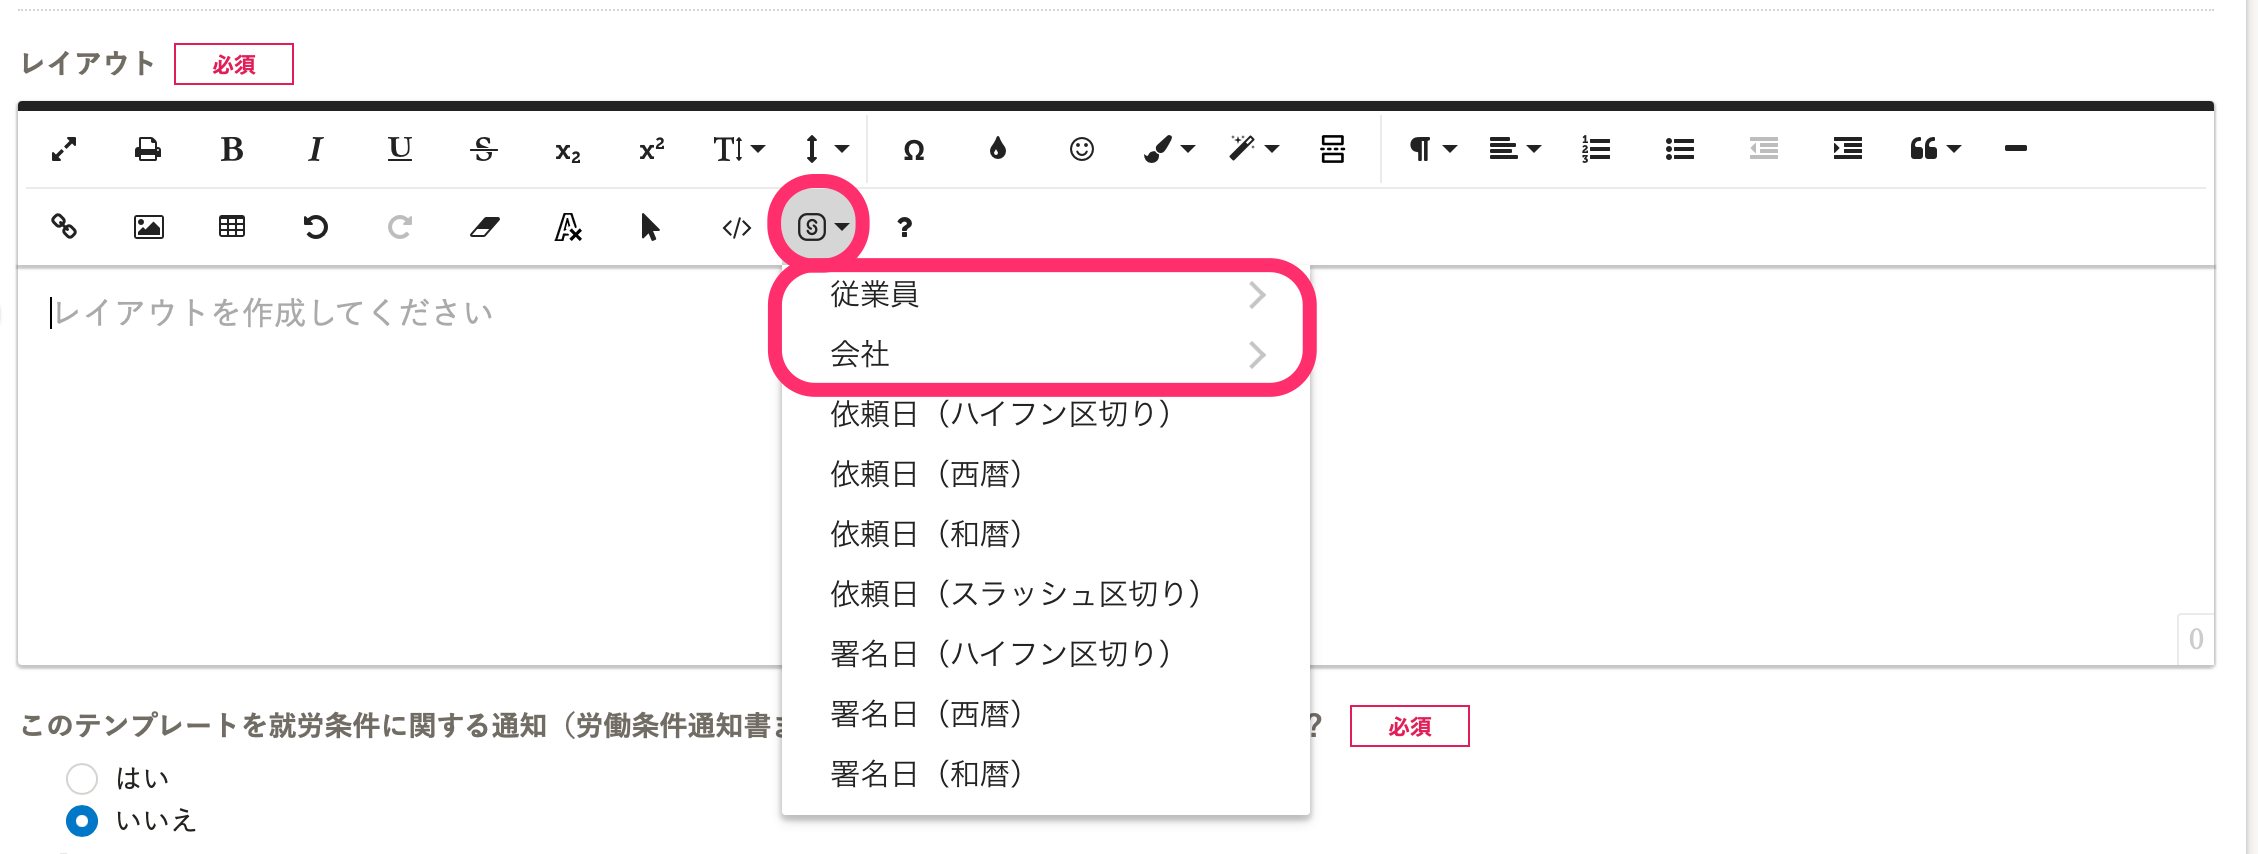 レイアウト 必須
レイアウトを作成してください
従業員
会社
依頼日（ハイフン区切り）
依頼日（西暦）
依頼日（和暦）
依頼日（スラッシュ区切り）
署名日（ハイフン区切り）
署名日（西暦）
署名日（和暦）
0
このテンプレートを就労条件に関する通知（労働条件通知書 ？ 必須
はい
いいえ